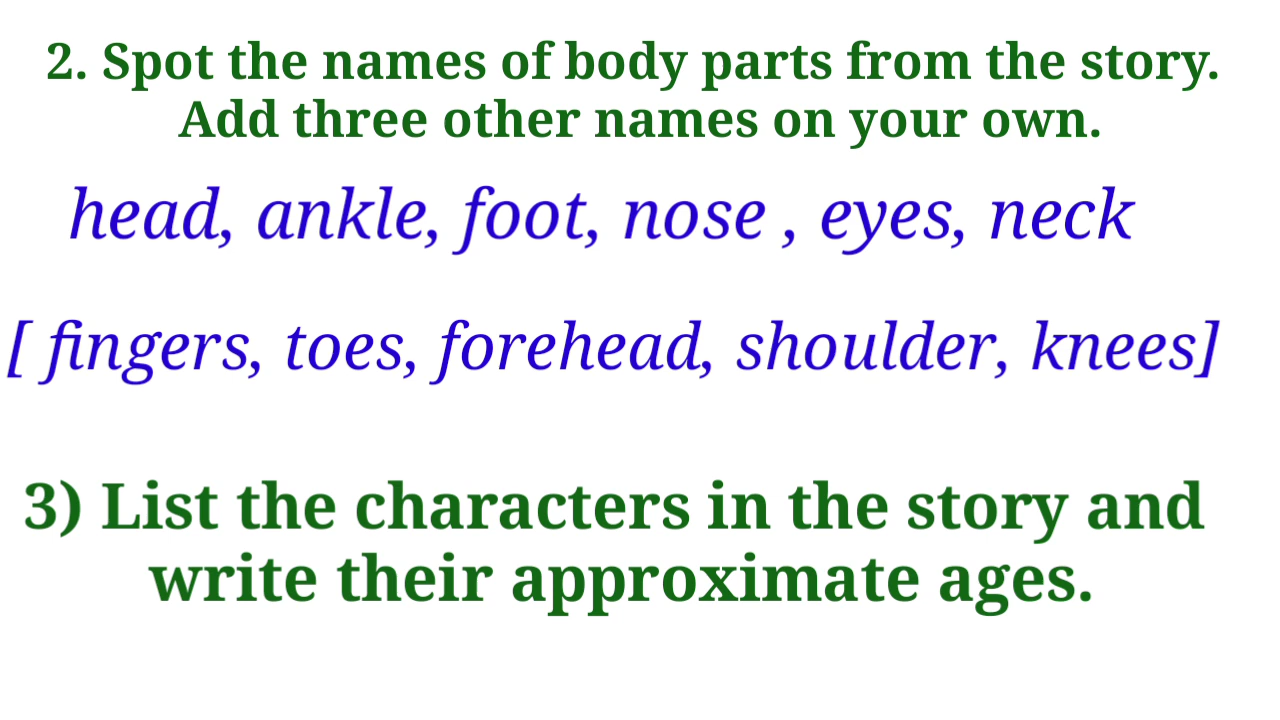 2. Spot the names of body parts from the story.
Add three other names on your own.
head, ankle, foot, nose , eyes, neck
[ fingers, toes, forehead, shoulder, knees]
3) List the characters in the story and
write their approximate ages.